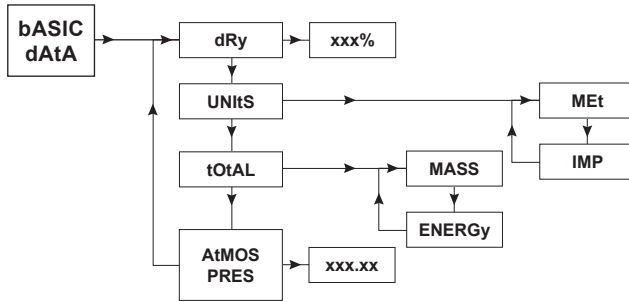 bASIC
dAtA
dRy
xxx%
UNItS
MEt
IMP
tOtAL
MASS
ENERGy
AtMOS
PRES
xxx.xx